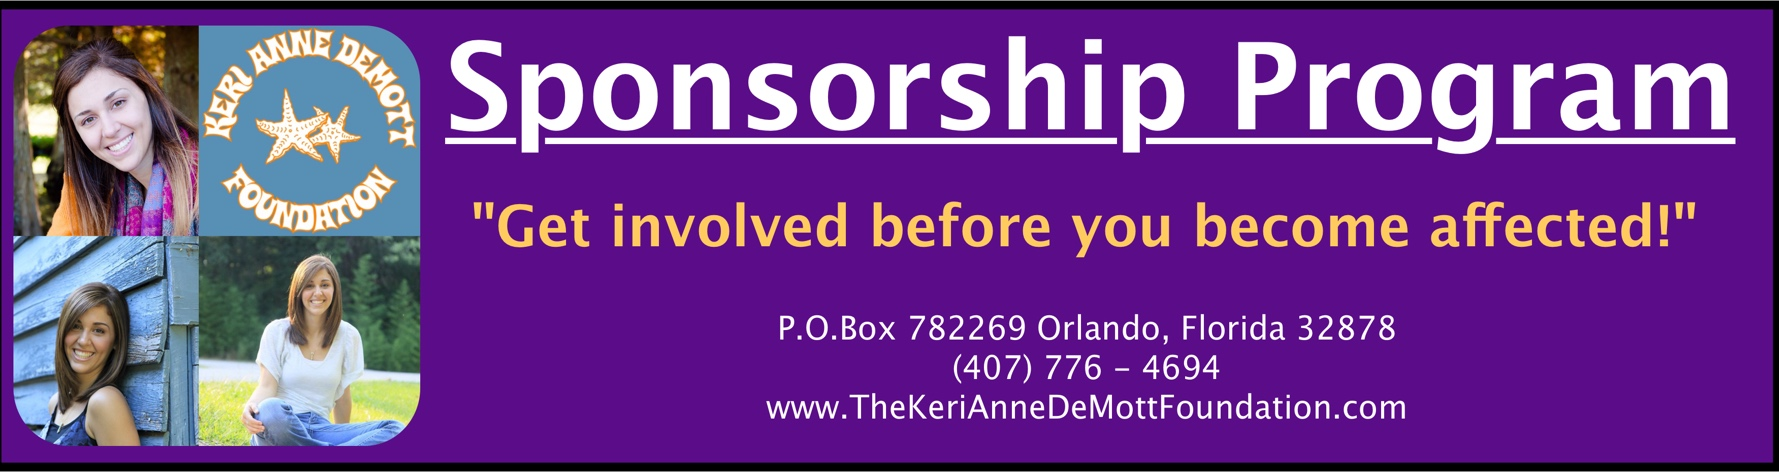 KERI ANNE DEMOTT
FOUNDATION
Sponsorship Program
"Get involved before you become affected!"
P.O.Box 782269 Orlando, Florida 32878
(407) 776 – 4694
www.TheKeriAnneDeMottFoundation.com